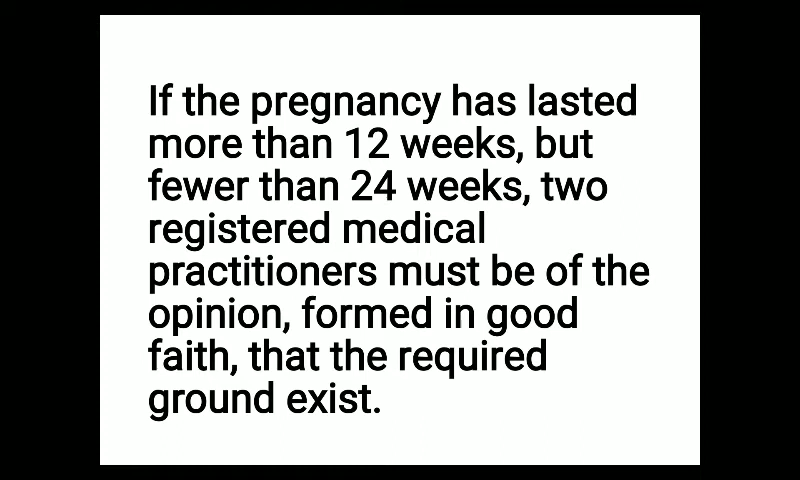 If the pregnancy has lasted
more than 12 weeks, but
fewer than 24 weeks, two
registered medical
practitioners must be of the
opinion, formed in good
faith, that the required
ground exist.